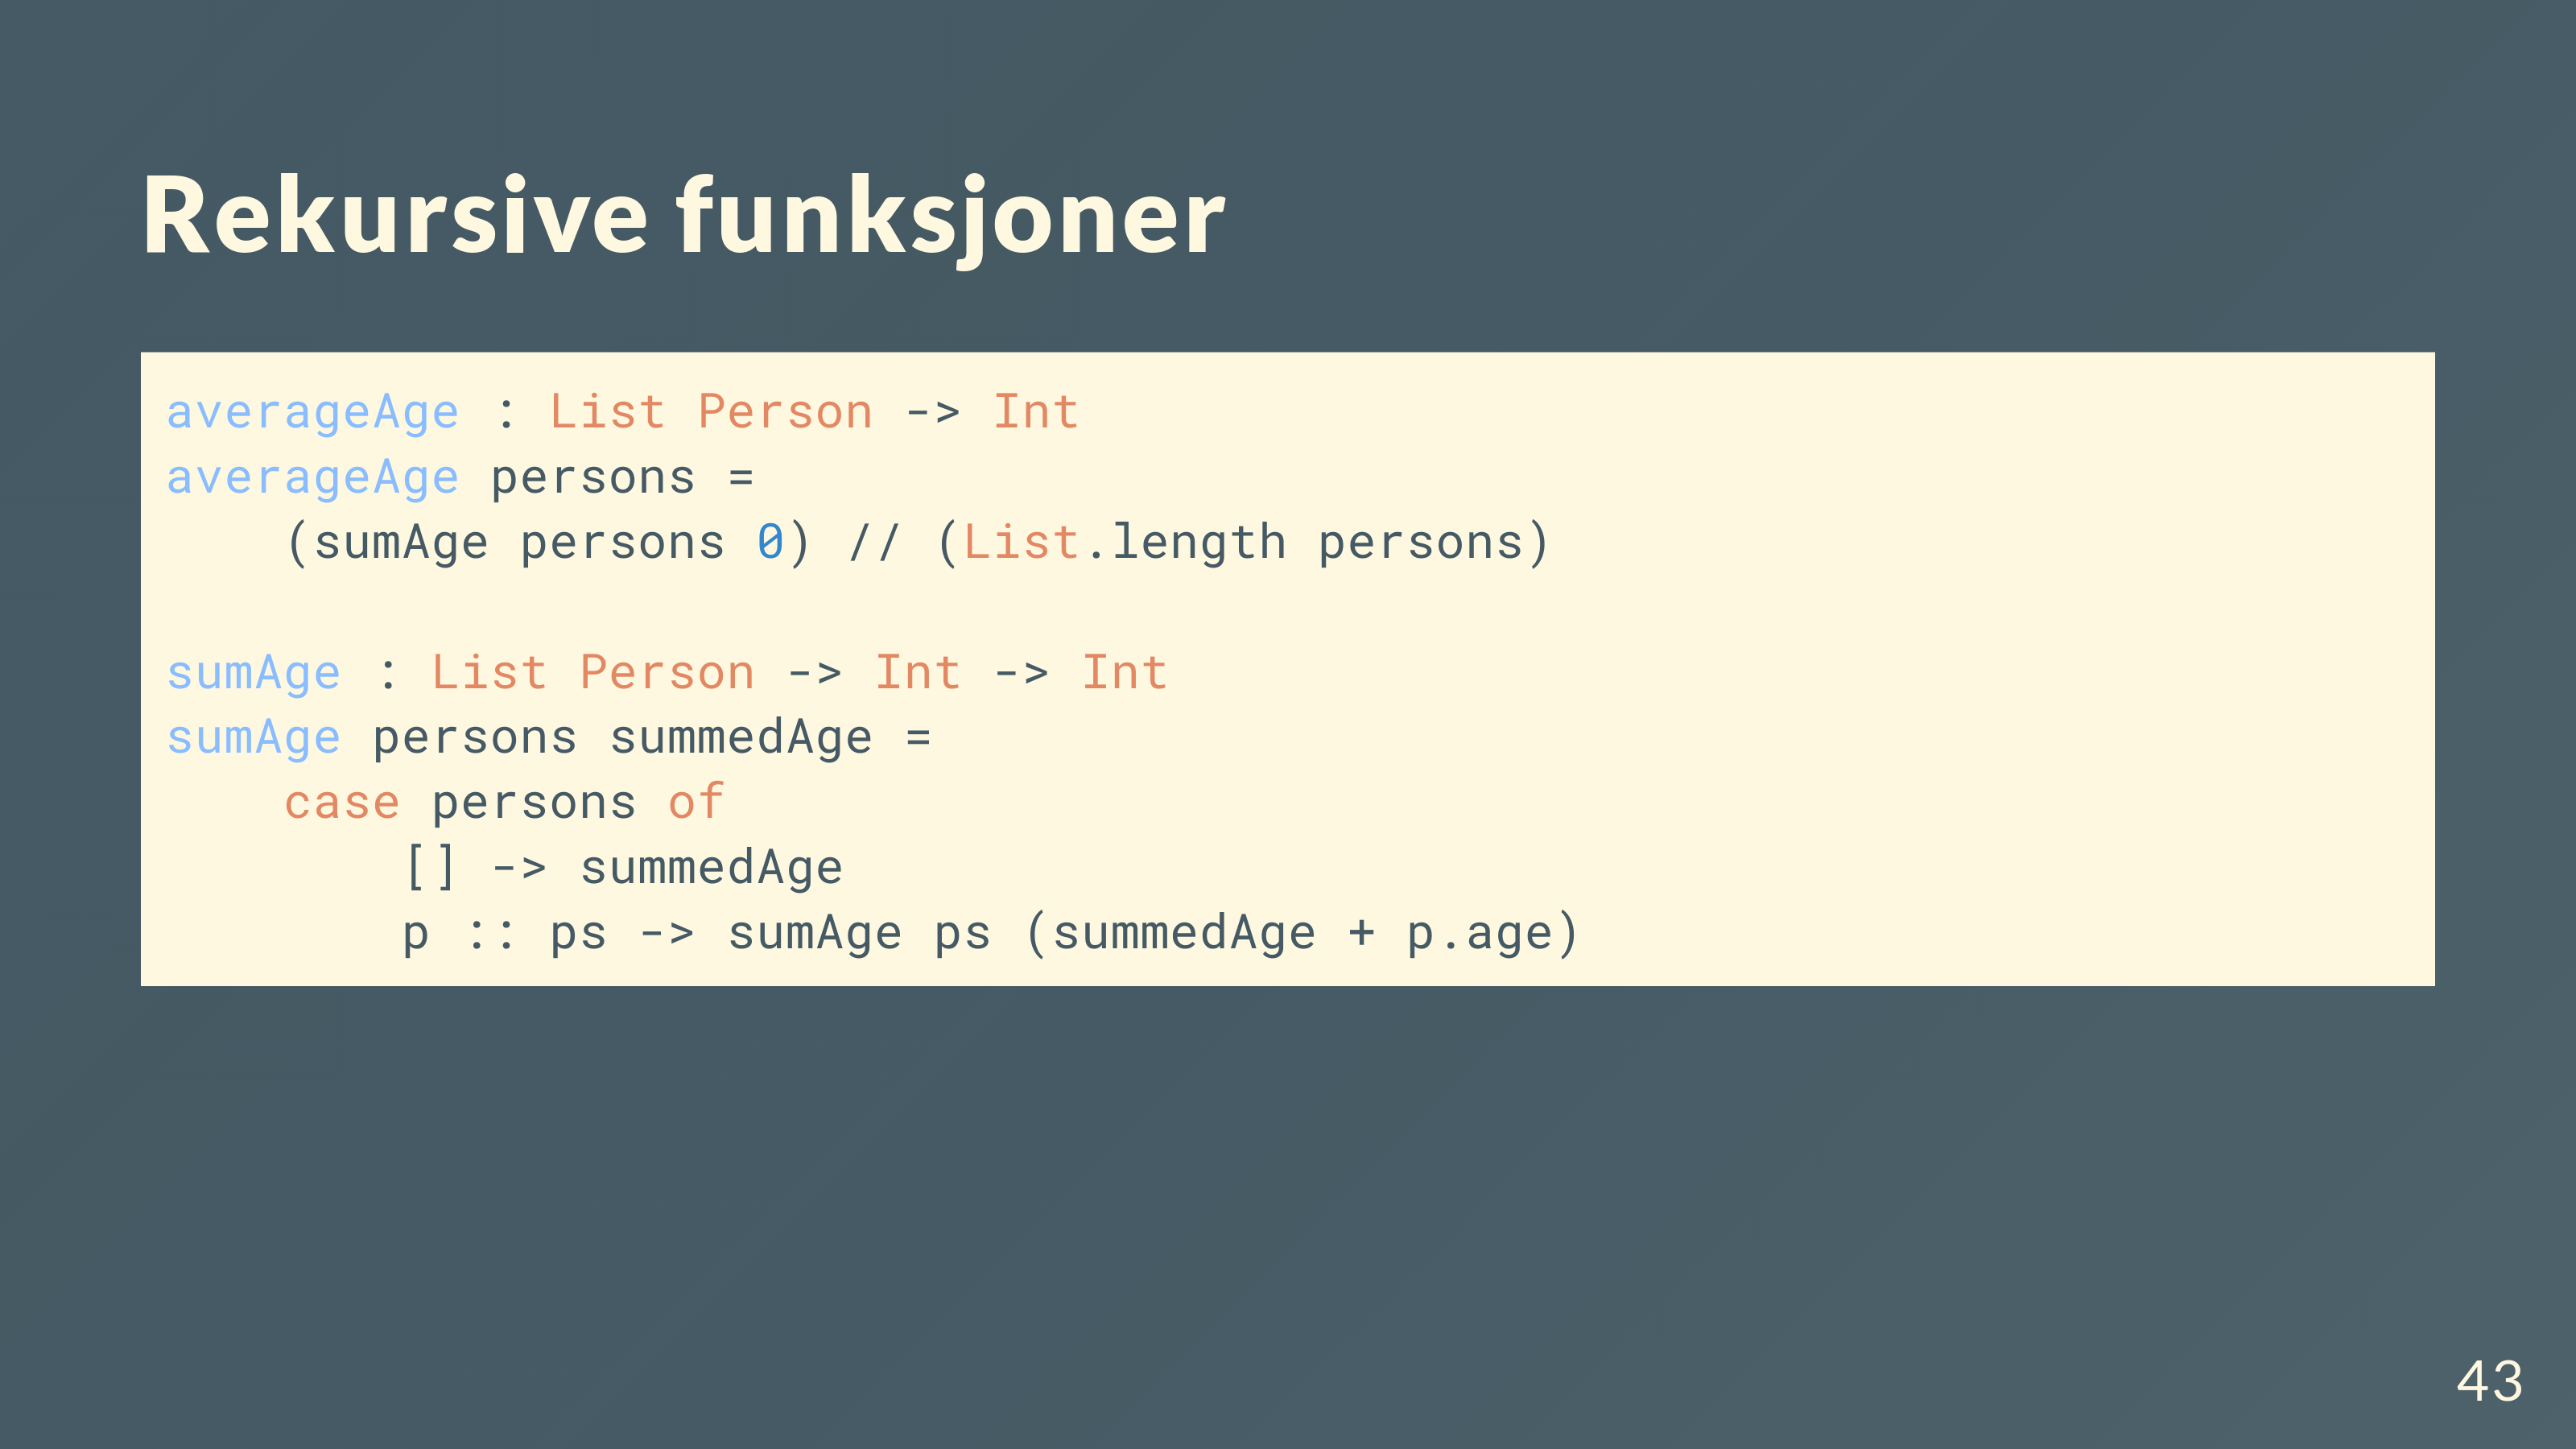 Rekursive funksjoner
averageAge : List Person -> Int
averageAge persons =
    (sumAge persons 0) // (List.length persons)

sumAge : List Person -> Int -> Int
sumAge persons summedAge =
    case persons of
        [] -> summedAge
        p :: ps -> sumAge ps (summedAge + p.age)
43